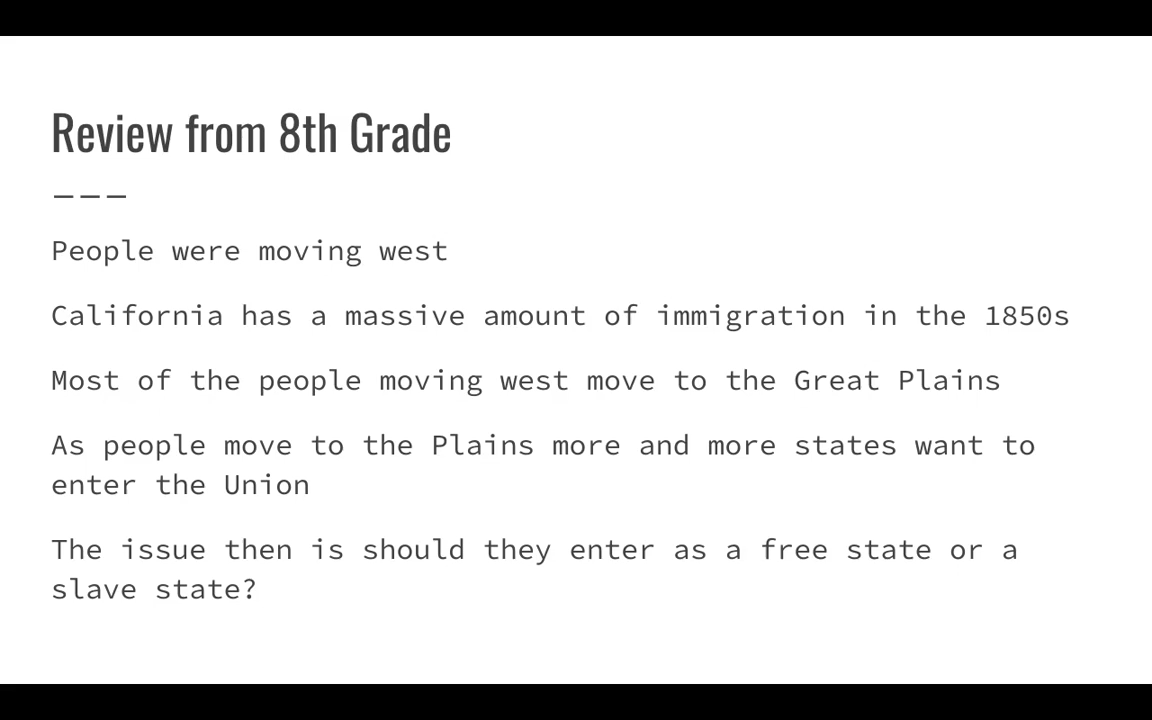 Review from 8th Grade
People were moving west
California has a massive amount of immigration in the 1850s
Most of the people moving west move to the Great Plains
As people move to the Plains more and more states want to
enter the Union
The issue then is should they enter as a free state or a
slave state?